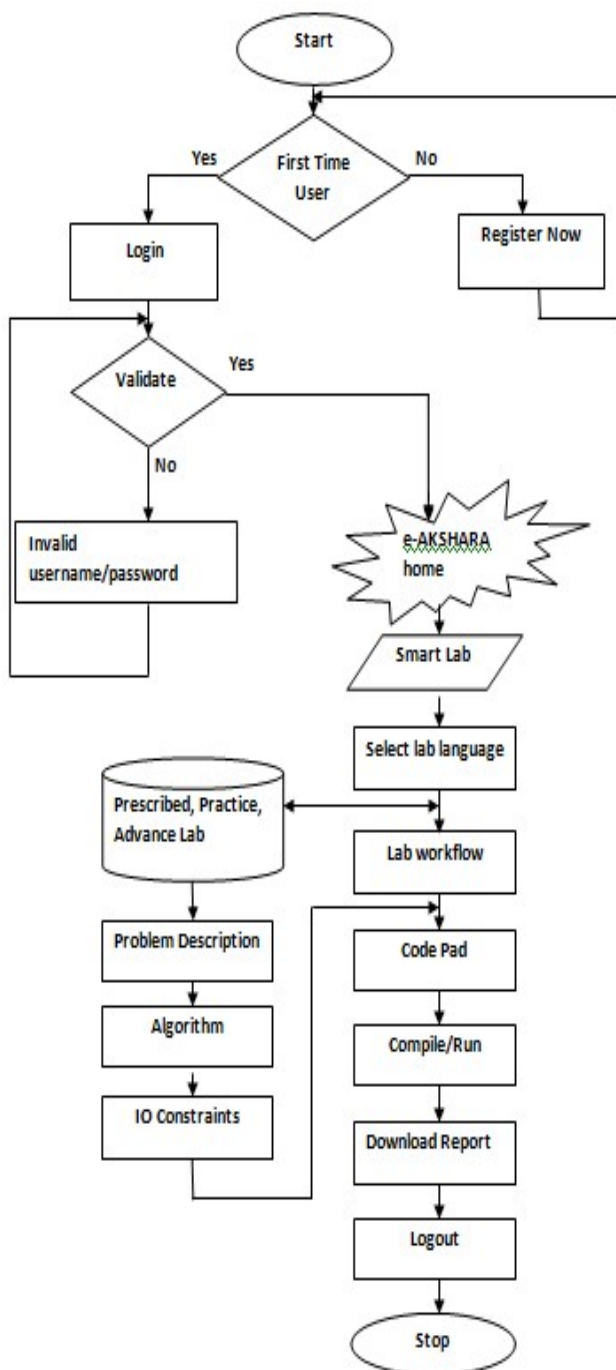 Start
Yes
First Time
User
No
Login
Register Now
Validate
Yes
No
Invalid
username/password
e-AKSHARA
home
Smart Lab
Select lab language
Prescribed, Practice,
Advance Lab
Lab workflow
Problem Description
Code Pad
Algorithm
Compile/Run
IO Constraints
Download Report
Logout
Stop